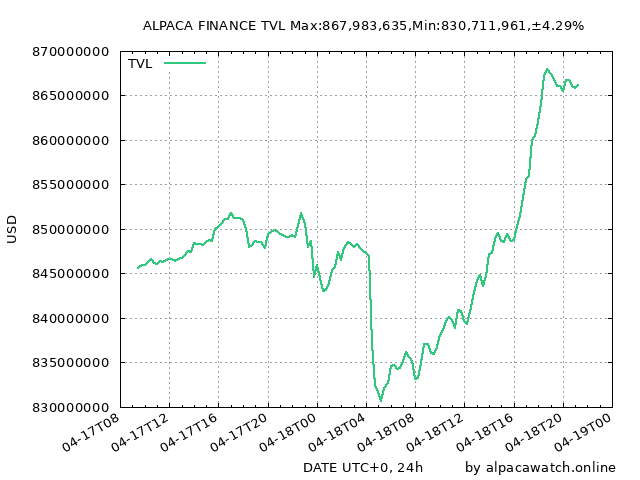 ALPACA FINANCE TVL Max:867,983,635,Min:830,711,961,±4.29%
870000000
TVL
865000000
860000000
855000000
850000000
USD
845000000
840000000
835000000
830000000
04-17T08
04-17T12
04-17T16
04-17T20
04-18T00
04-18T04
04-18T08
04-18T12
04-18T16
04-18T20
04-19T00
DATE UTC+0, 24h
by alpacawatch.online